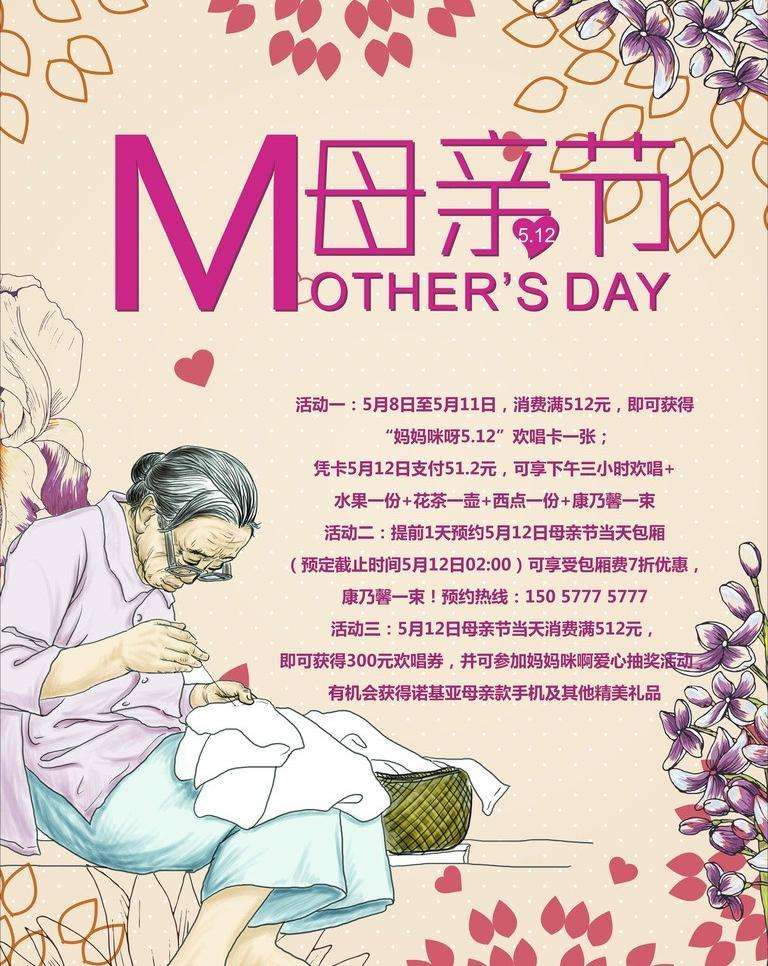 母亲节
5.12
MOTHER'S DAY
活动一：5月8日至5月11日，消费满512元，即可获得
“妈妈咪呀5.12”欢唱卡一张；
凭卡5月12日支付51.2元，可享下午三小时欢唱+
水果一份+花茶一壶+西点一份+康乃馨一束
活动二：提前1天预约5月12日母亲节当天包厢
（预定截止时间5月12日02:00）可享受包厢费7折优惠，
康乃馨一束！预约热线：150 5777 5777
活动三：5月12日母亲节当天消费满512元，
即可获得300元欢唱券，并可参加妈妈咪啊爱心抽奖活动
有机会获得诺基亚母亲款手机及其他精美礼品